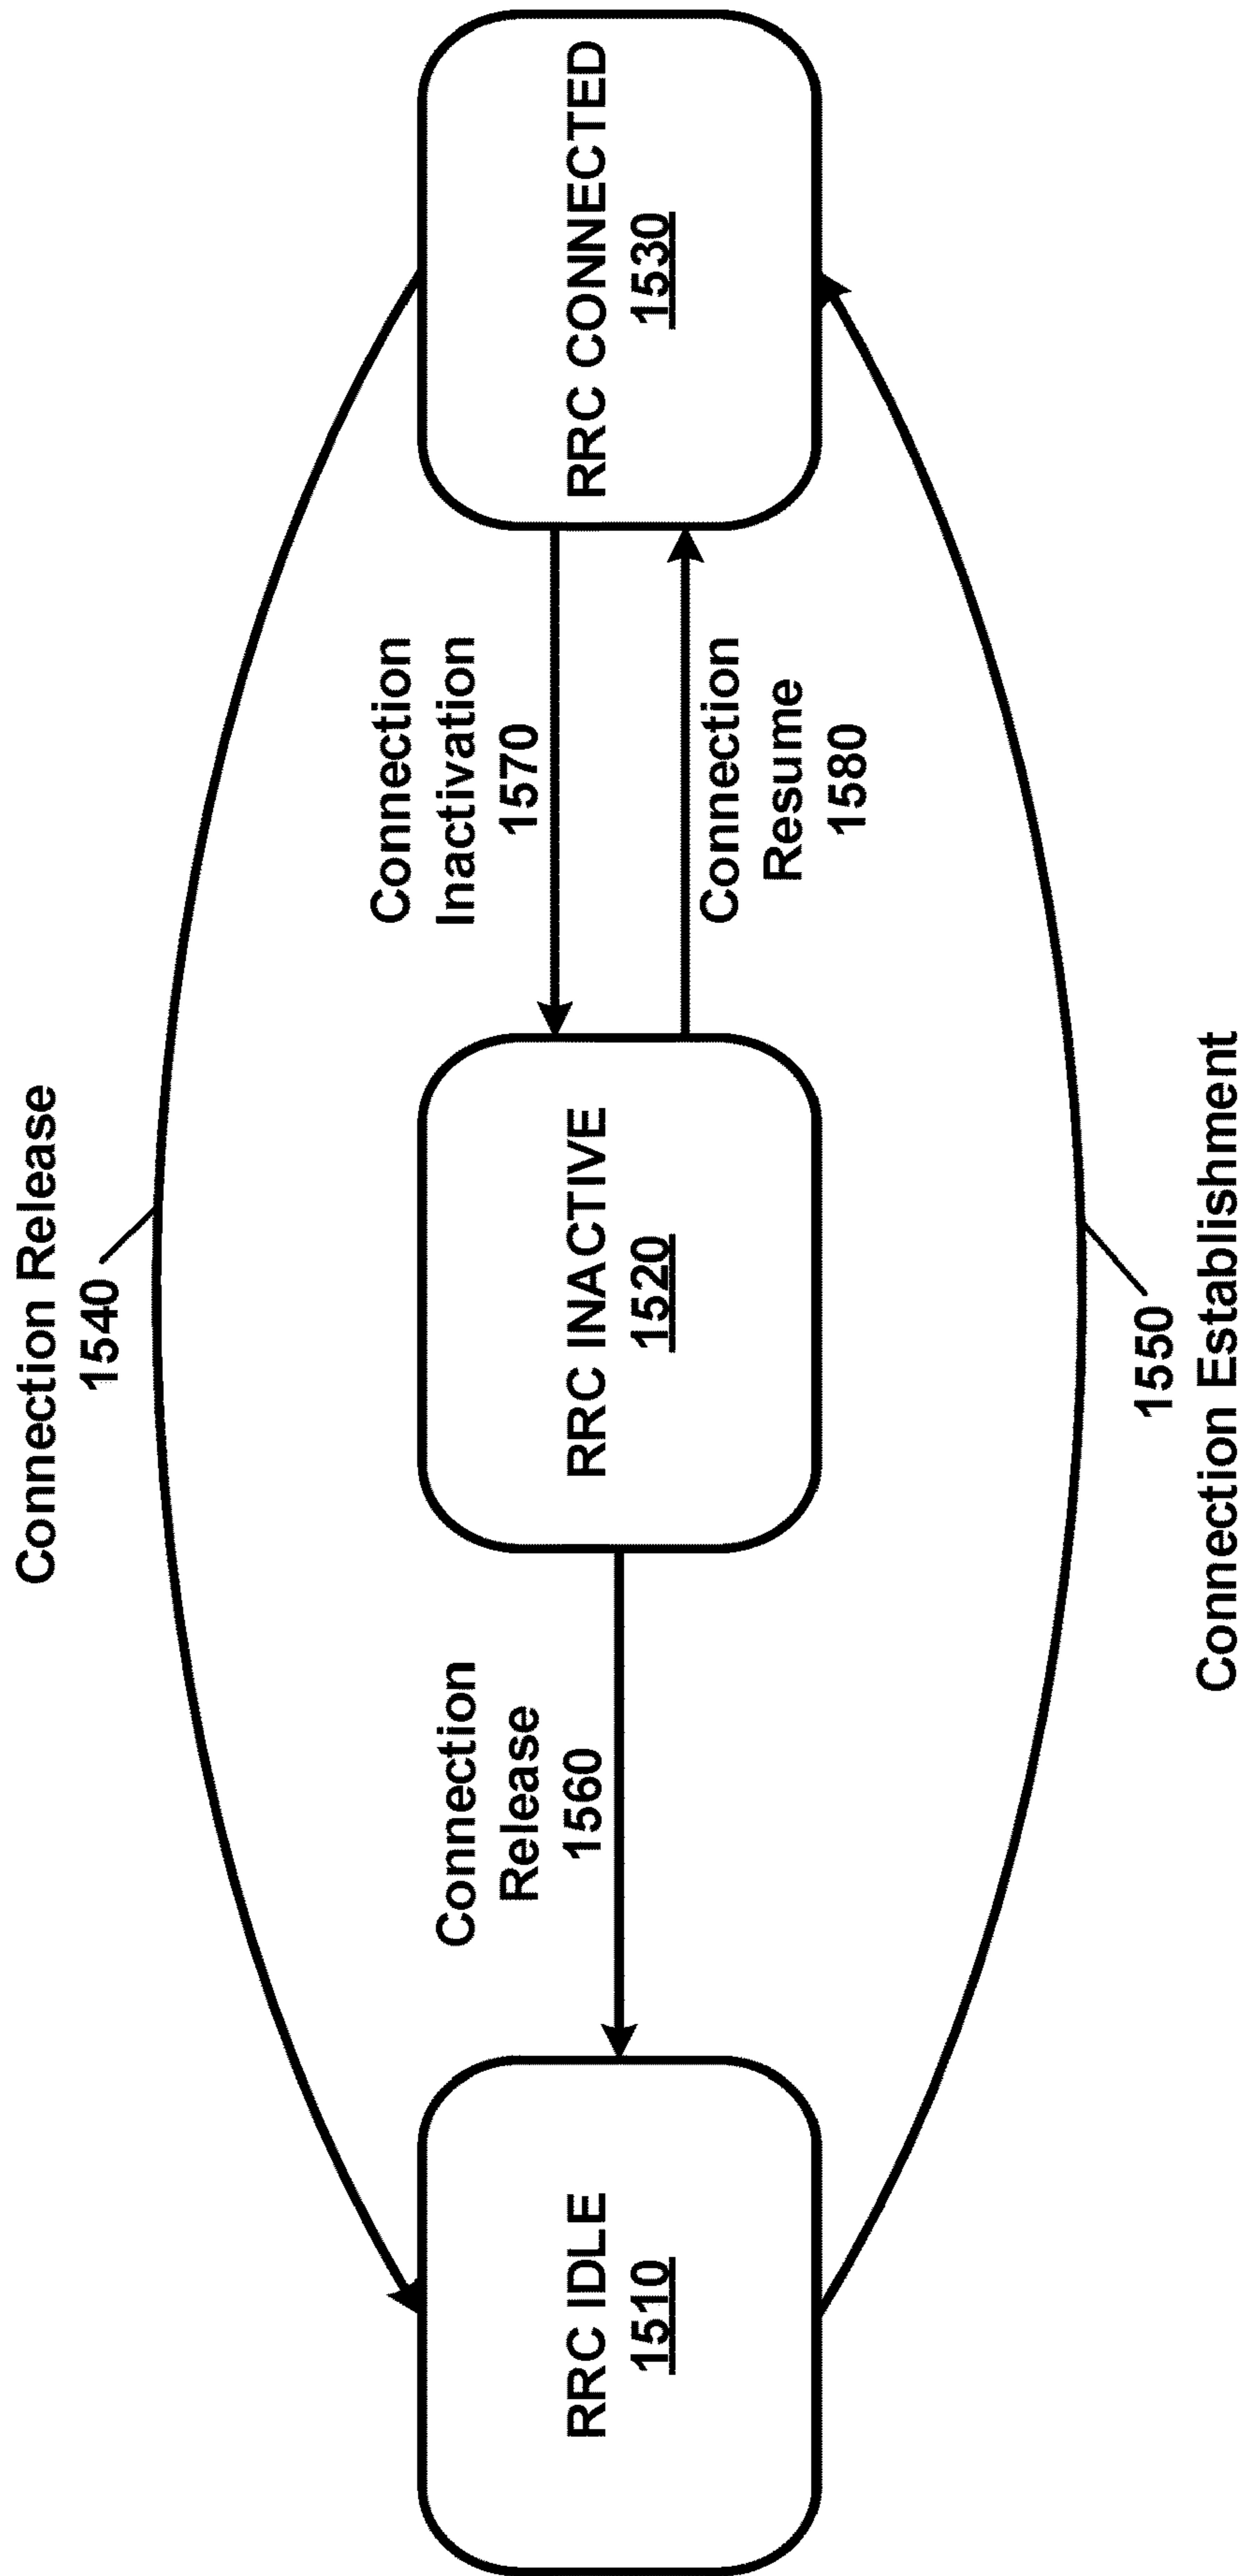 Connection Release
1540
RRC IDLE
1510
Connection
Release
1560
RRC INACTIVE
1520
Connection
Inactivation
1570
Connection
Resume
1580
RRC CONNECTED
1530
1550
Connection Establishment